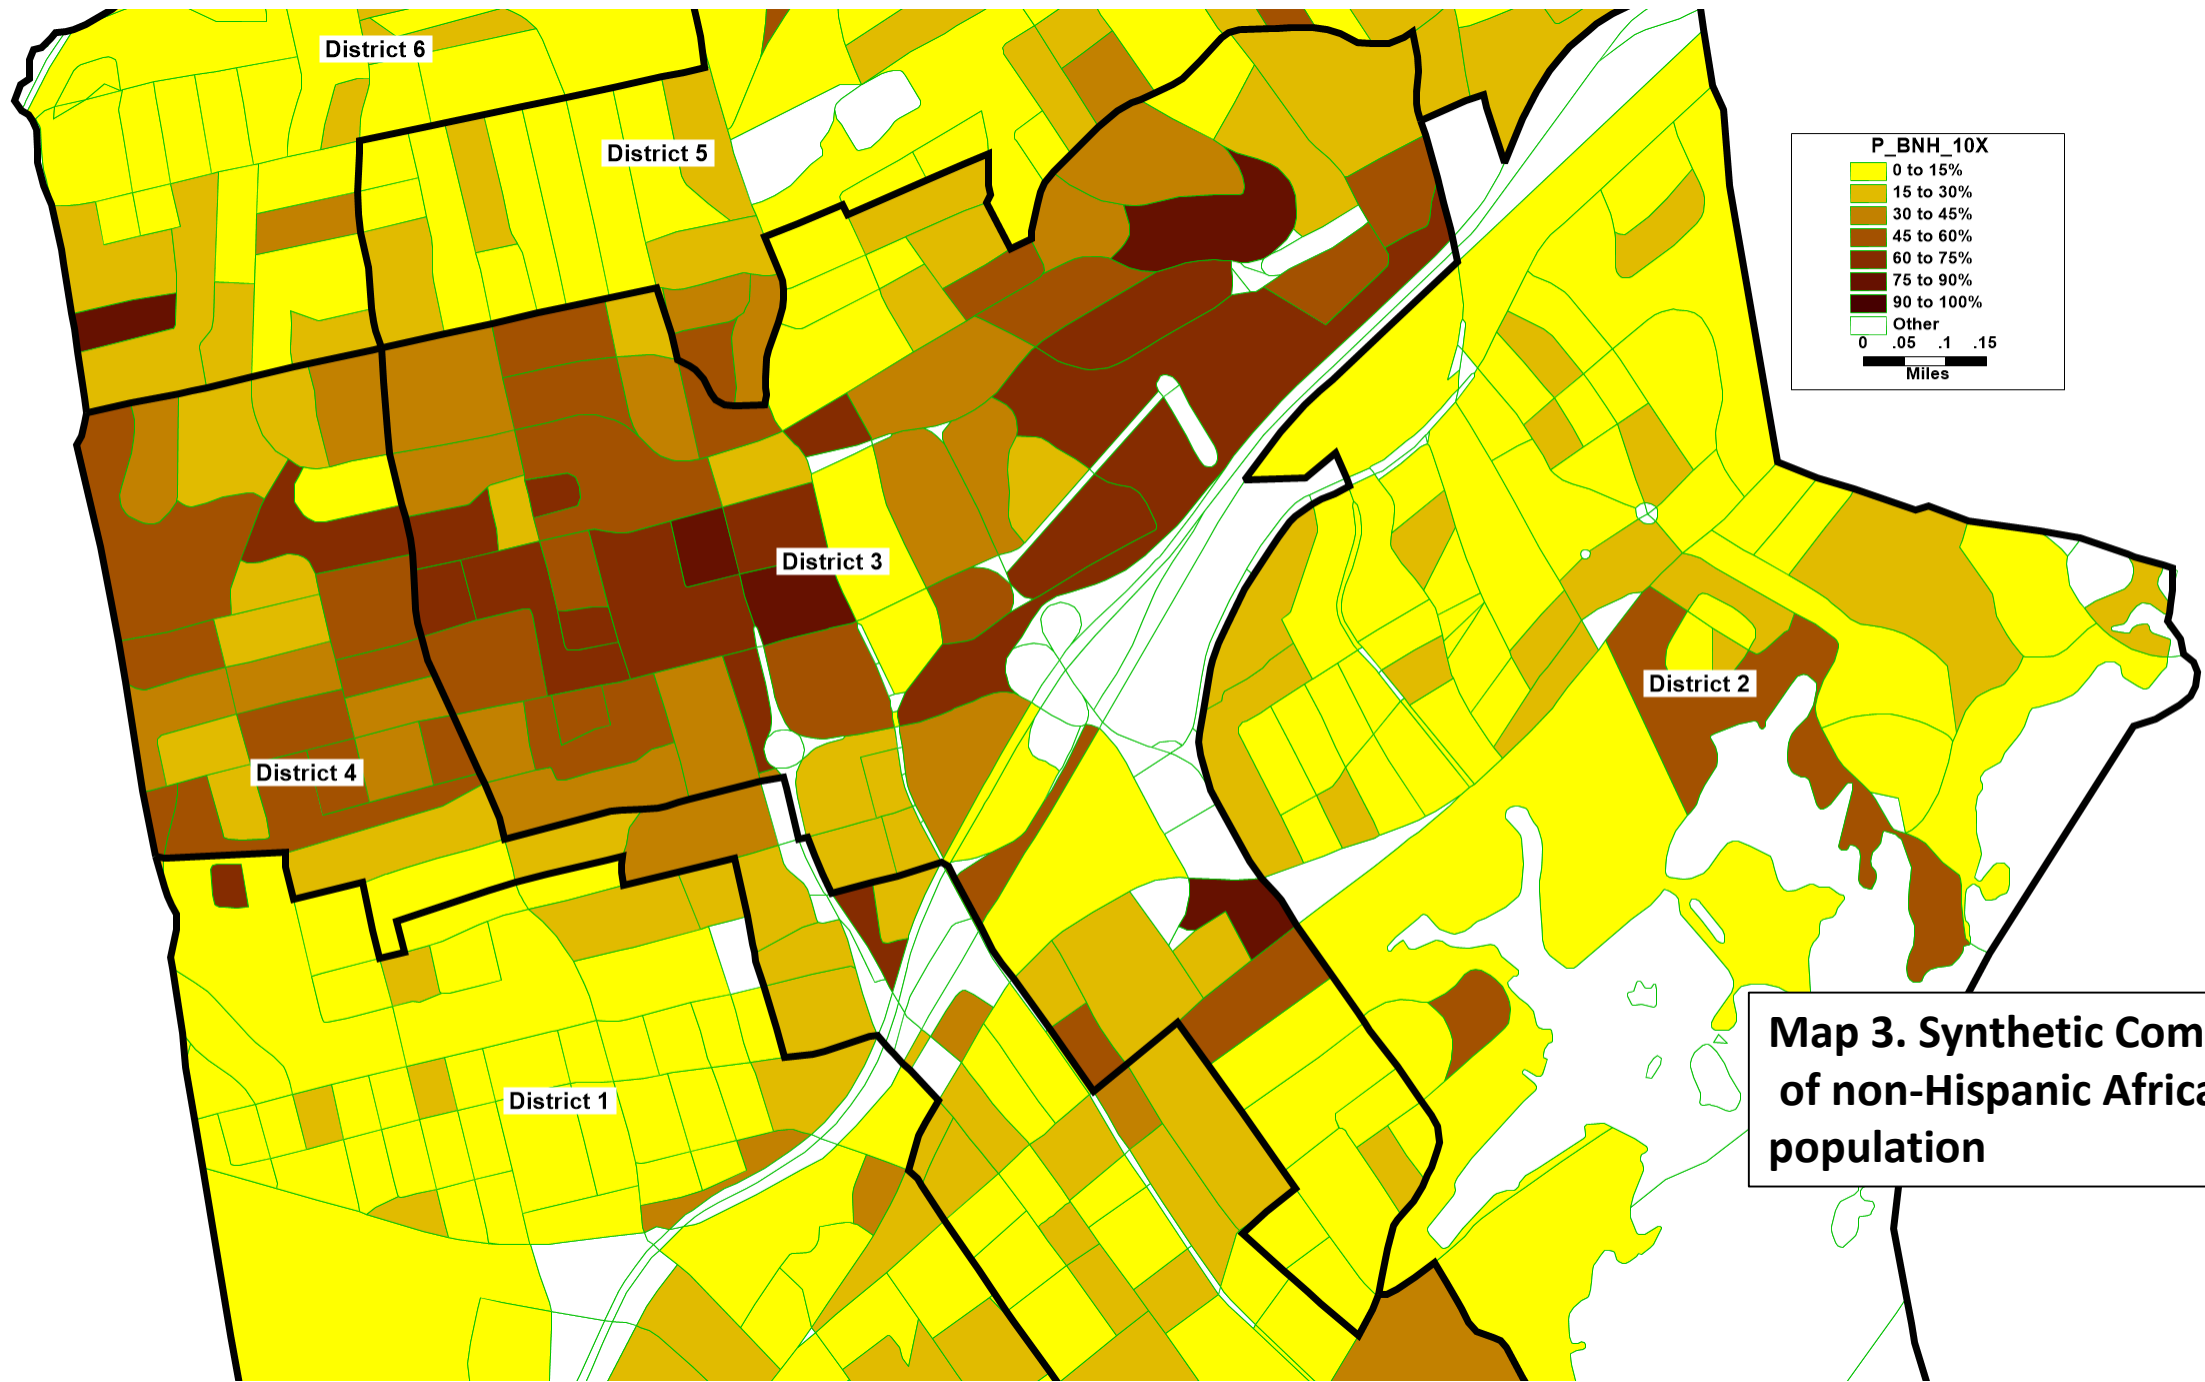 District 6
District 5
P_BNH_10X
0 to 15%
15 to 30%
30 to 45%
45 to 60%
60 to 75%
75 to 90%
90 to 100%
Other
0 .05 .1 .15
Miles
District 3
District 2
District 4
District 1
Map 3. Synthetic Com
of non-Hispanic Africa
population